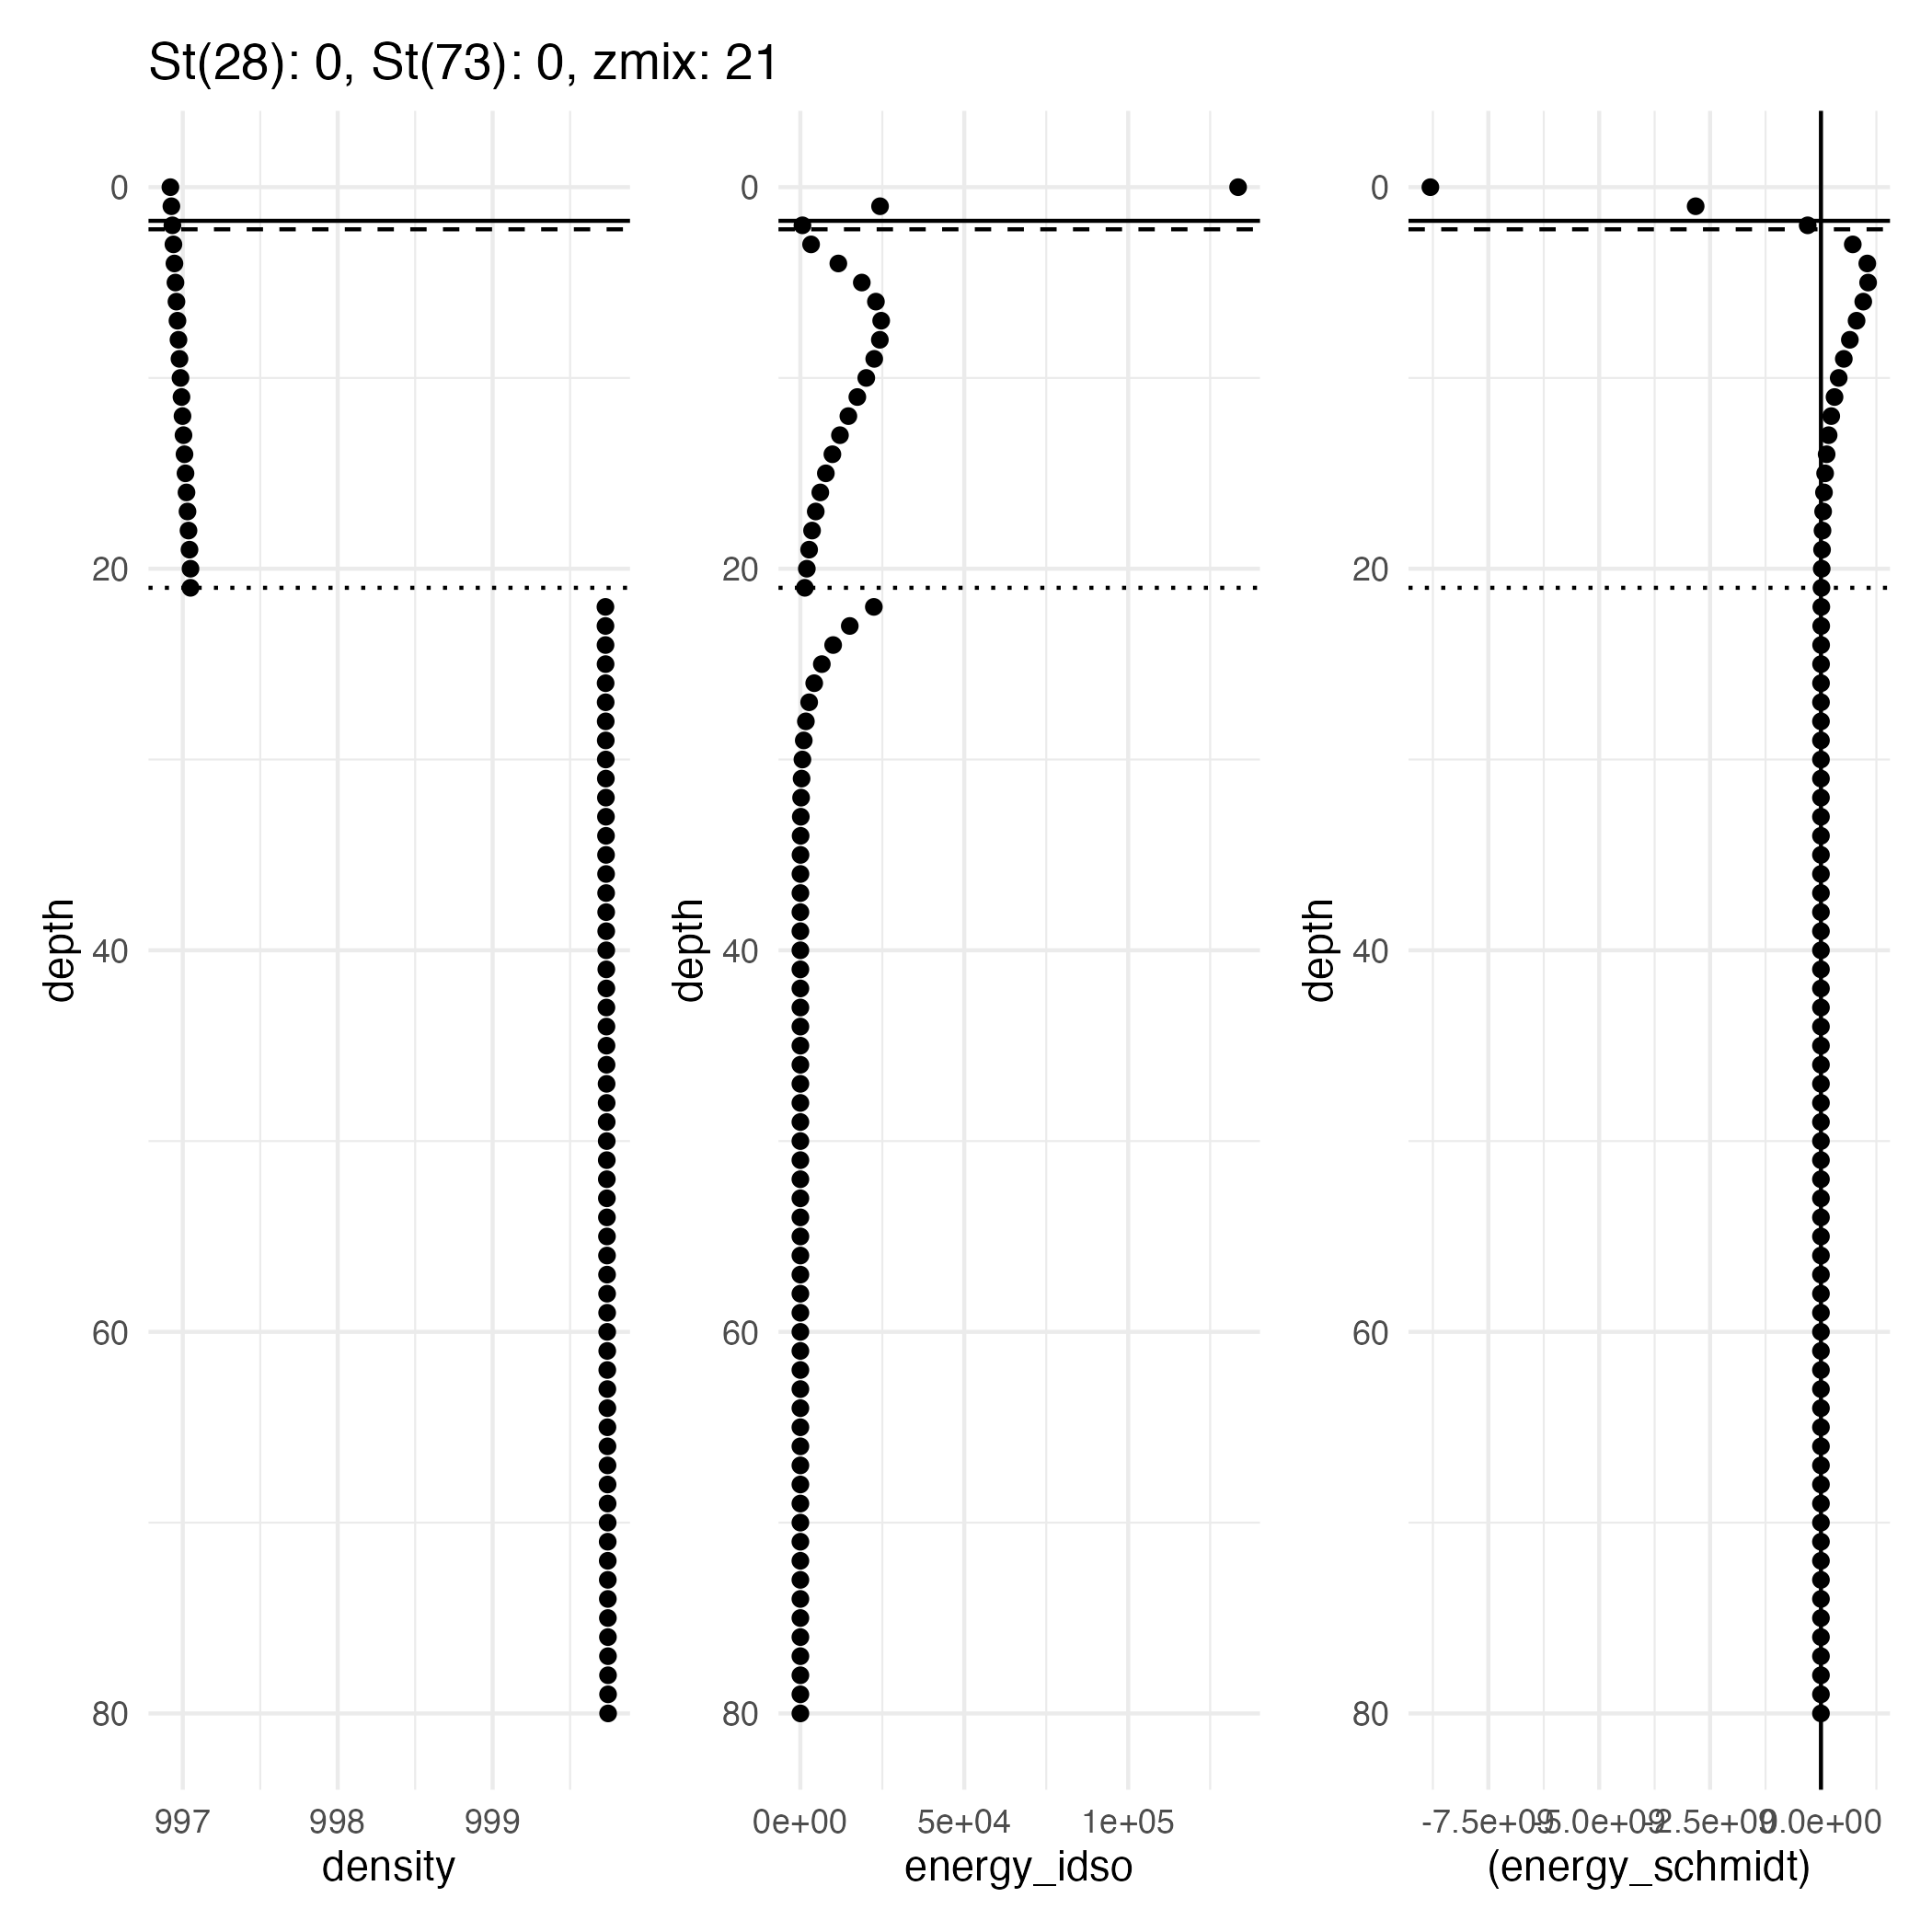 St(28): 0, St(73): 0, zmix: 21
0
20
40
60
80
depth
997 998 999
density
0
20
40
60
80
depth
0e+00 5e+04 1e+05
energy_idso
0
20
40
60
80
depth
-7.5e+09 -5.0e+09 -2.5e+09 0.0e+00
(energy_schmidt)